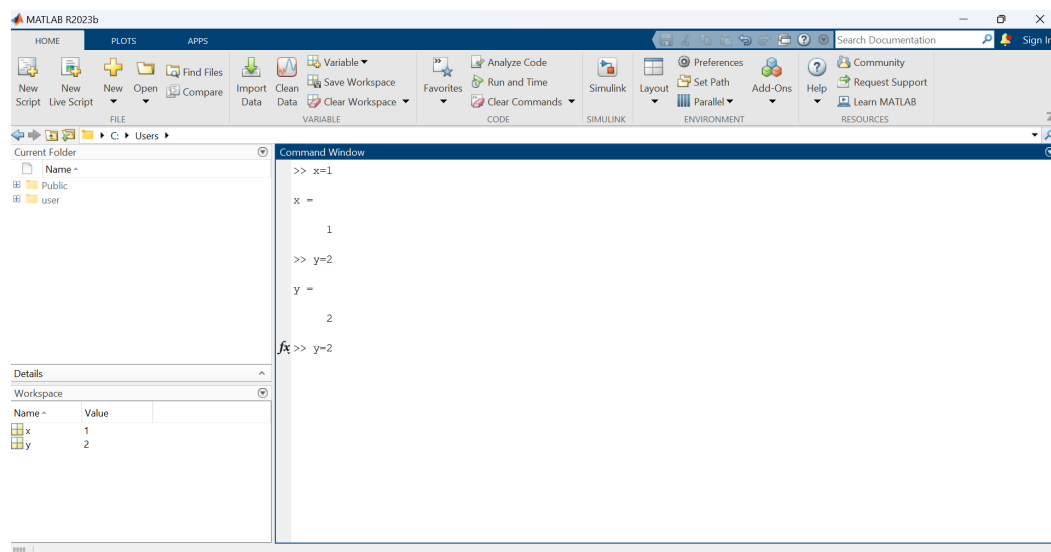 MATLAB R2023b
HOME PLOTS APPS
Search Documentation
Sign In
New Script
New Live Script
New
Open
Find Files
Compare
FILE
Import Data
Clean Data
Variable
Save Workspace
Clear Workspace
VARIABLE
Favorites
Analyze Code
Run and Time
Clear Commands
CODE
Simulink
SIMULINK
Layout
Preferences
Set Path
Parallel
Add-Ons
ENVIRONMENT
Help
Community
Request Support
Learn MATLAB
RESOURCES
C: Users
Current Folder
Name
Public
user
Details
Workspace
Name Value
x 1
y 2
Command Window
>> x=1
x =
1
>> y=2
y =
2
fx >> y=2